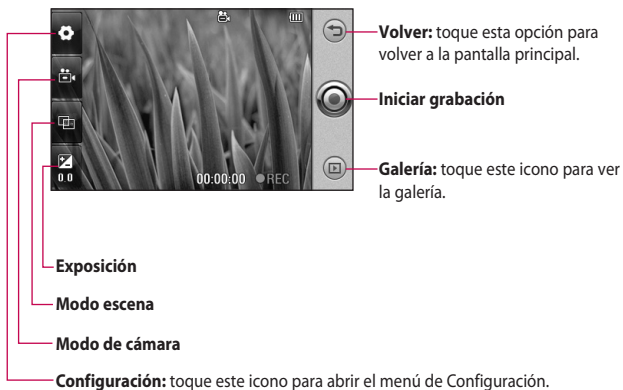 Volver: toque esta opción para
volver a la pantalla principal.
Iniciar grabación
Galería: toque este icono para ver
la galería.
0.0
00:00:00 REC
Exposición
Modo escena
Modo de cámara
Configuración: toque este icono para abrir el menú de Configuración.